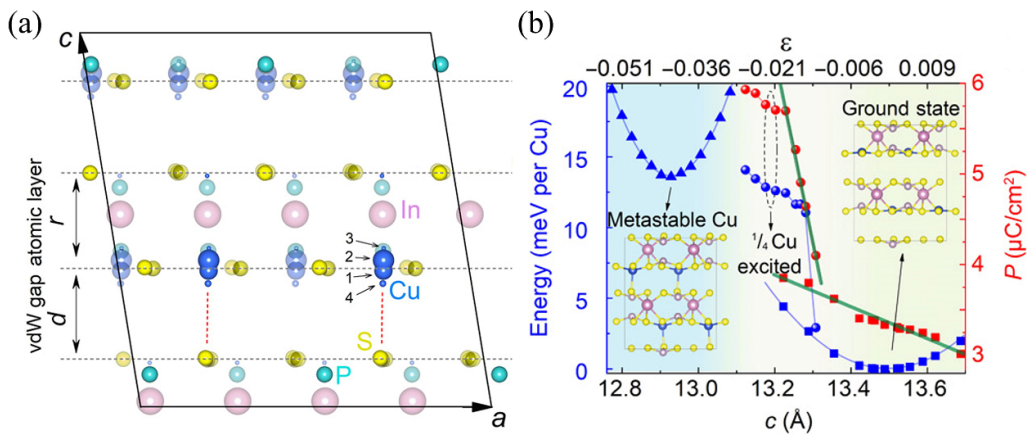 (a)
c
vdW gap atomic layer
r
d
In
3
2
1
4
Cu
S
P
a
(b)
ε
−0.051 −0.036 −0.021 −0.006 0.009
Energy (meV per Cu)
20
15
10
5
0
Metastable Cu
1/4 Cu
excited
Ground state
6
5
4
3
P (μC/cm²)
12.8 13.0 13.2 13.4 13.6
c (Å)